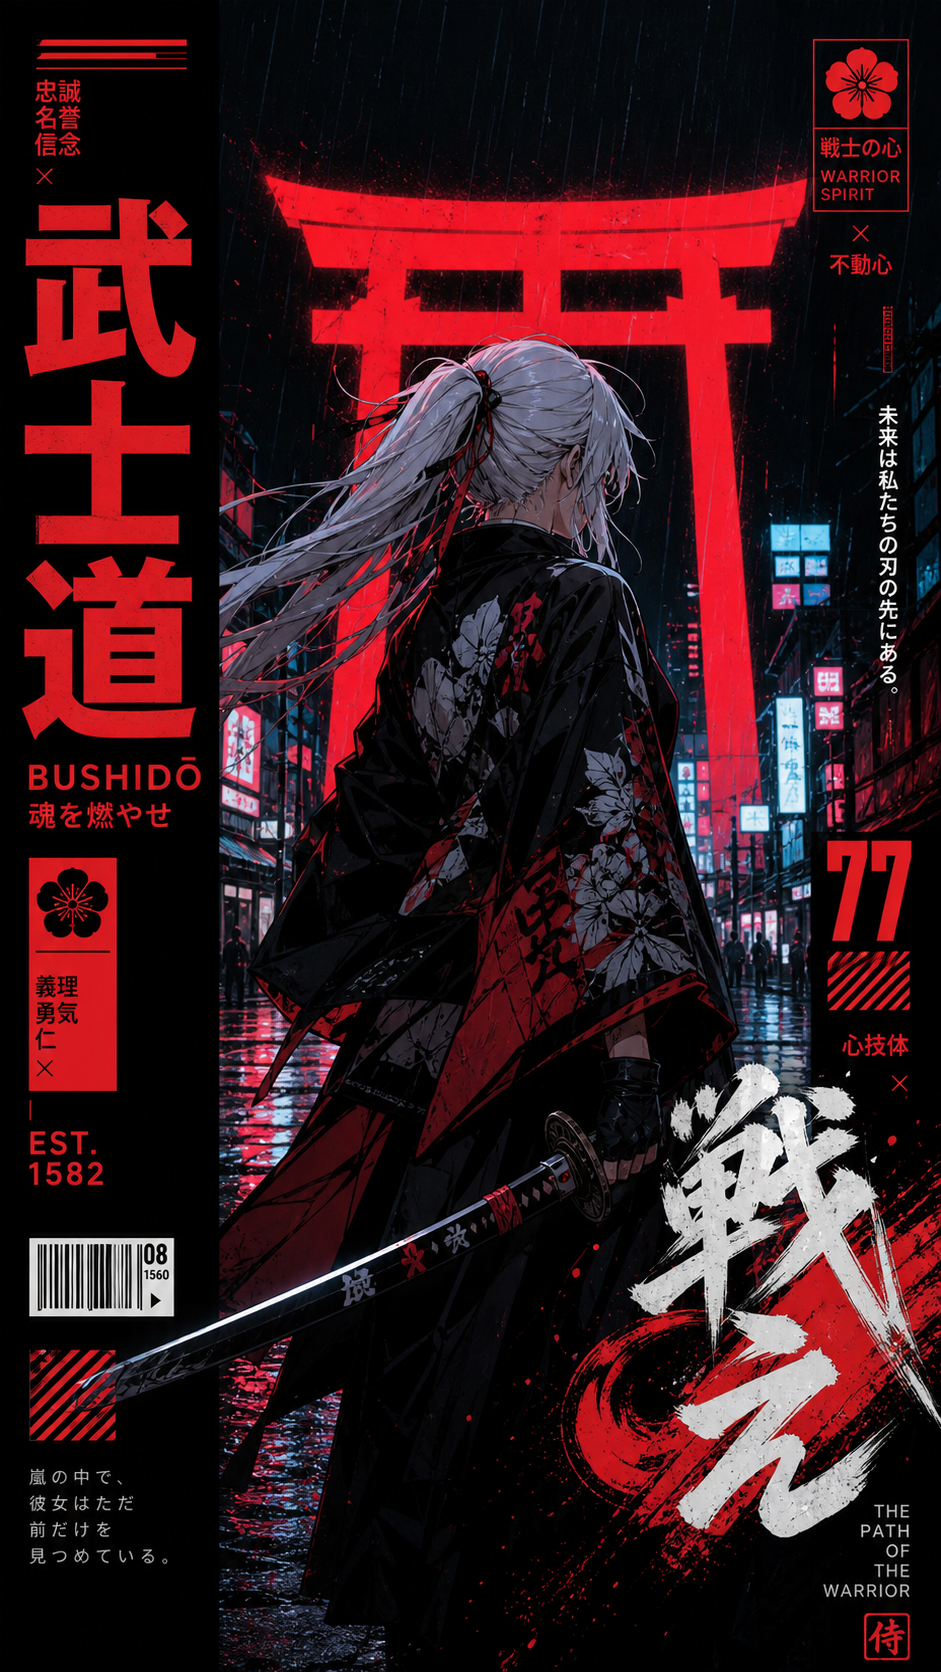 忠誠
名誉
信念
×
武士道
BUSHIDŌ
魂を燃やせ
義理
勇気
仁
×
EST.
1582
08
1560
嵐の中で、
彼女はただ
前だけを
見つめている。
戦士の心
WARRIOR
SPIRIT
×
不動心
未来は私たちの刃の先にある。
77
心技体
×
戦え
THE
PATH
OF
THE
WARRIOR
侍